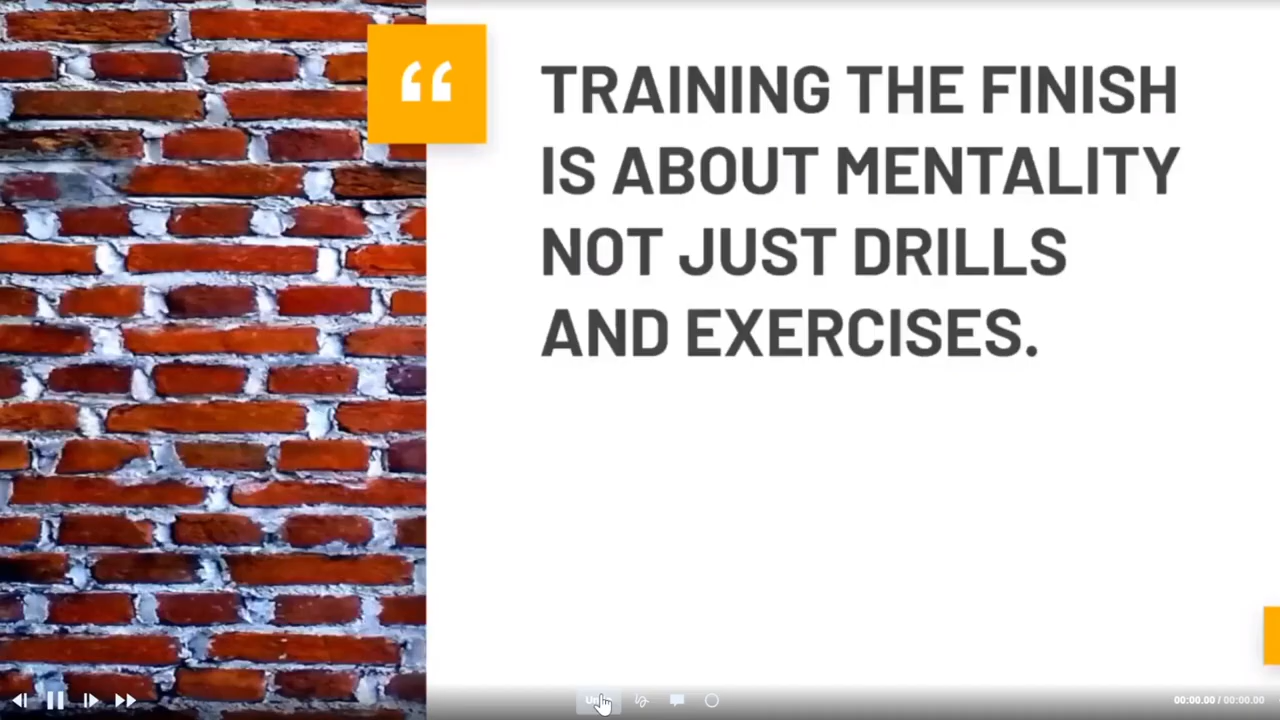 “
TRAINING THE FINISH
IS ABOUT MENTALITY
NOT JUST DRILLS
AND EXERCISES.
00:00.00 / 00:00.00